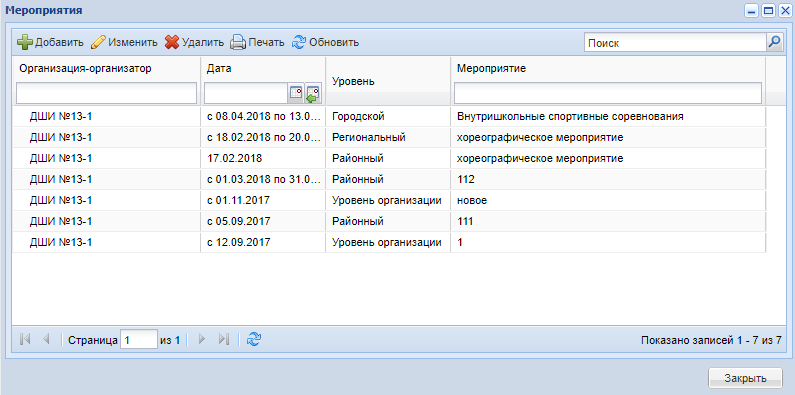 Мероприятия
Добавить Изменить Удалить Печать Обновить Поиск
Организация-организатор Дата Уровень Мероприятие
ДШИ №13-1 с 08.04.2018 по 13.0... Городской Внутришкольные спортивные соревнования
ДШИ №13-1 с 18.02.2018 по 20.0... Региональный хореографическое мероприятие
ДШИ №13-1 17.02.2018 Районный хореографическое мероприятие
ДШИ №13-1 с 01.03.2018 по 31.0... Районный 112
ДШИ №13-1 с 01.11.2017 Уровень организации новое
ДШИ №13-1 с 05.09.2017 Районный 111
ДШИ №13-1 с 12.09.2017 Уровень организации 1
Страница 1 из 1 Показано записей 1 - 7 из 7
Закрыть